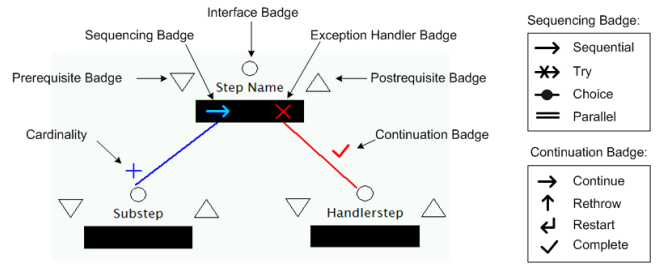 Interface Badge
Sequencing Badge
Exception Handler Badge
Prerequisite Badge
Step Name
Postrequisite Badge
Cardinality
Continuation Badge
Substep
Handlerstep
Sequencing Badge:
Sequential
Try
Choice
Parallel
Continuation Badge:
Continue
Rethrow
Restart
Complete